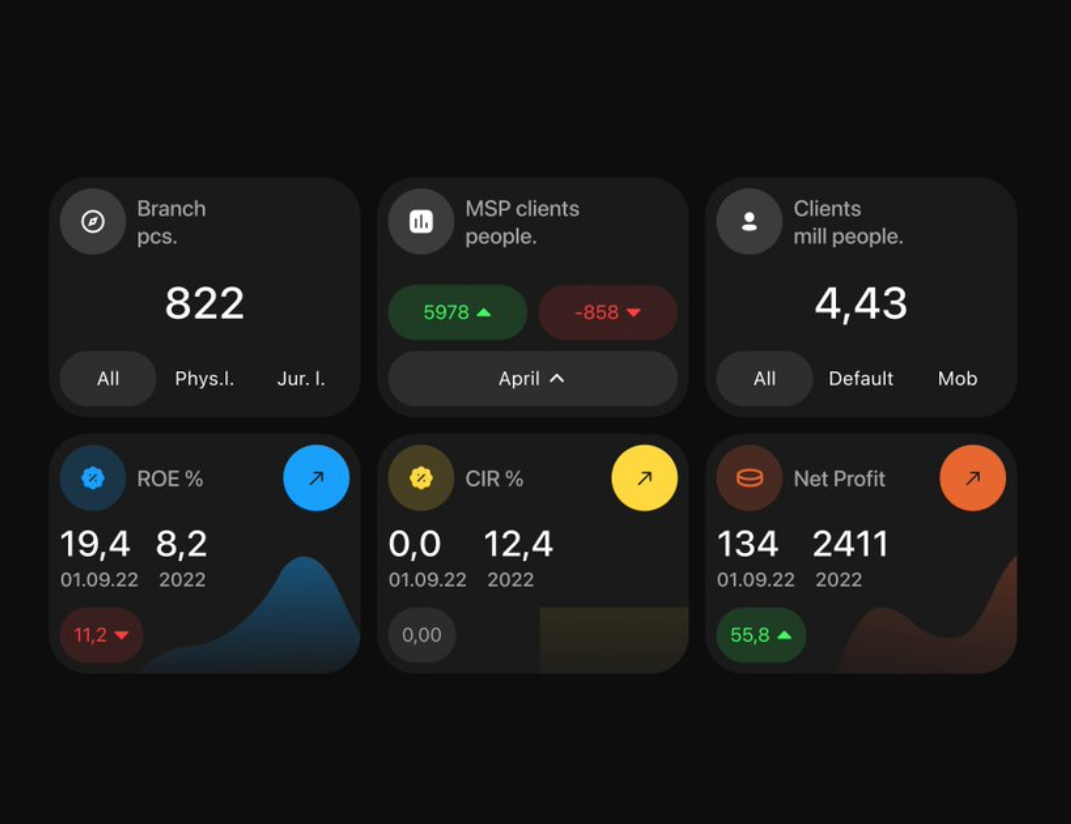 Branch
pcs.
822
All Phys.l. Jur. l.
MSP clients
people.
5978 -858
April
Clients
mill people.
4,43
All Default Mob
ROE %
19,4 8,2
01.09.22 2022
11,2
CIR %
0,0 12,4
01.09.22 2022
0,00
Net Profit
134 2411
01.09.22 2022
55,8